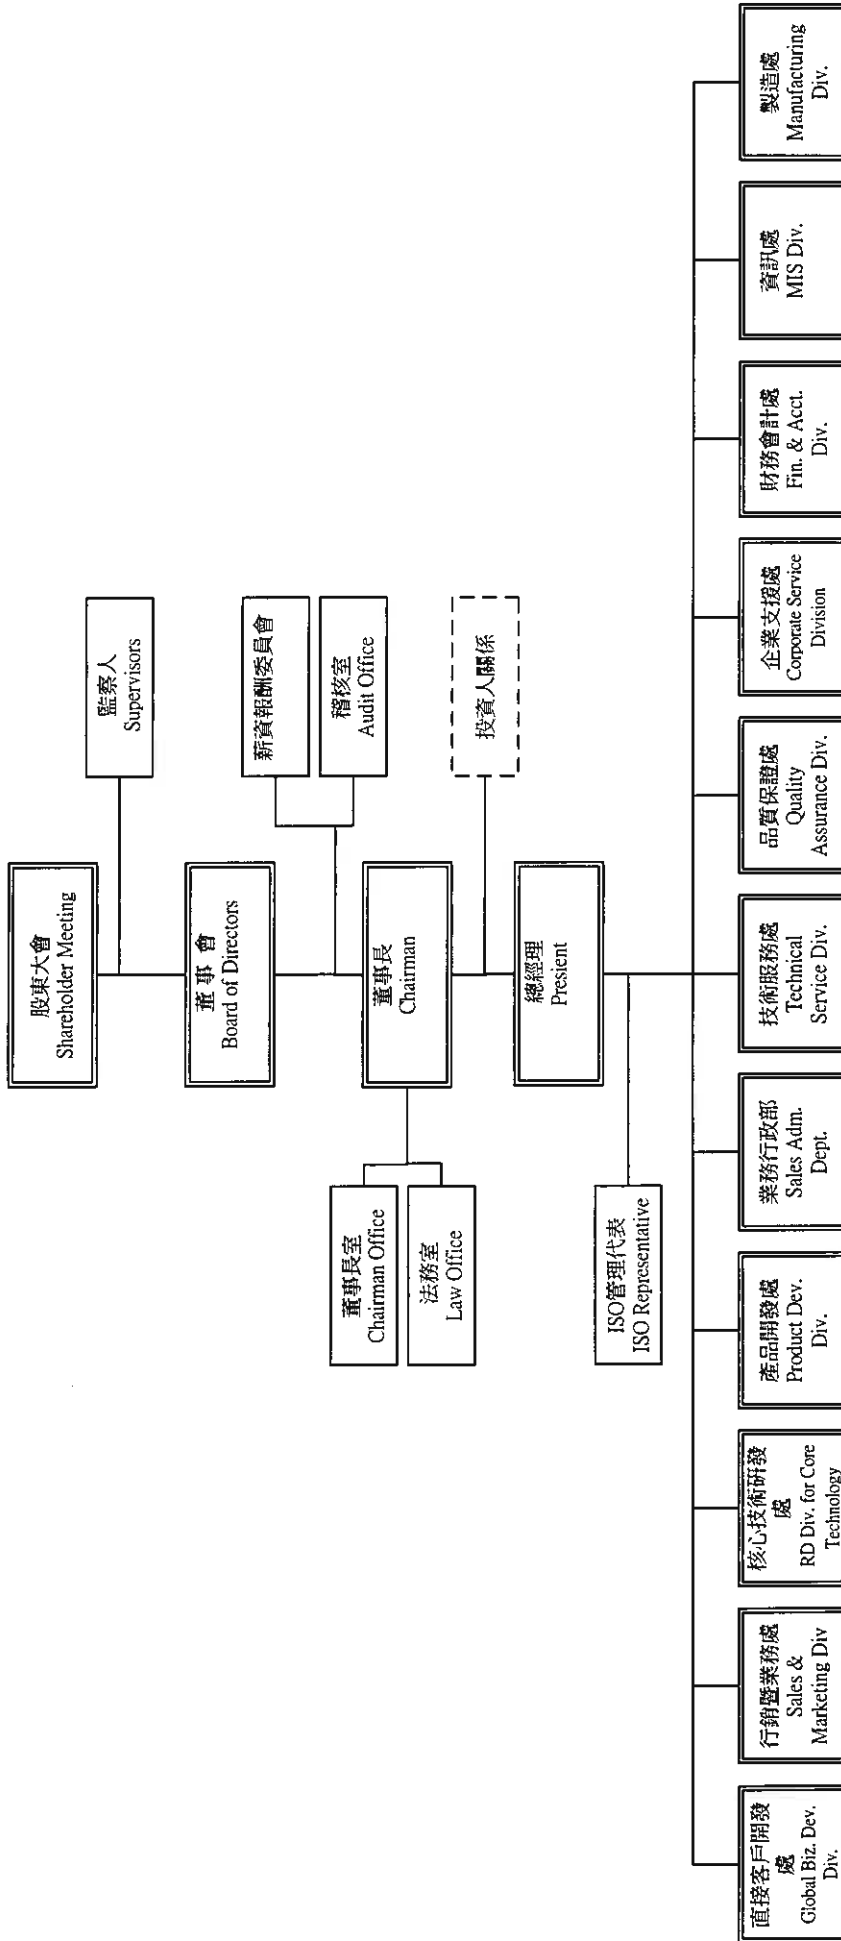 股東大會
Shareholder Meeting
監察人
Supervisors
董 事 會
Board of Directors
薪資報酬委員會
稽核室
Audit Office
董事長
Chairman
董事長室
Chairman Office
法務室
Law Office
投資人關係
總經理
Presient
ISO管理代表
ISO Representative
直接客戶開發
處
Global Biz. Dev.
Div.
行銷暨業務處
Sales &
Marketing Div
核心技術研發
處
RD Div. for Core
Technology
產品開發處
Product Dev.
Div.
業務行政部
Sales Adm.
Dept.
技術服務處
Technical
Service Div.
品質保證處
Quality
Assurance Div.
企業支援處
Corporate Service
Division
財務會計處
Fin. & Acct.
Div.
資訊處
MIS Div.
製造處
Manufacturing
Div.